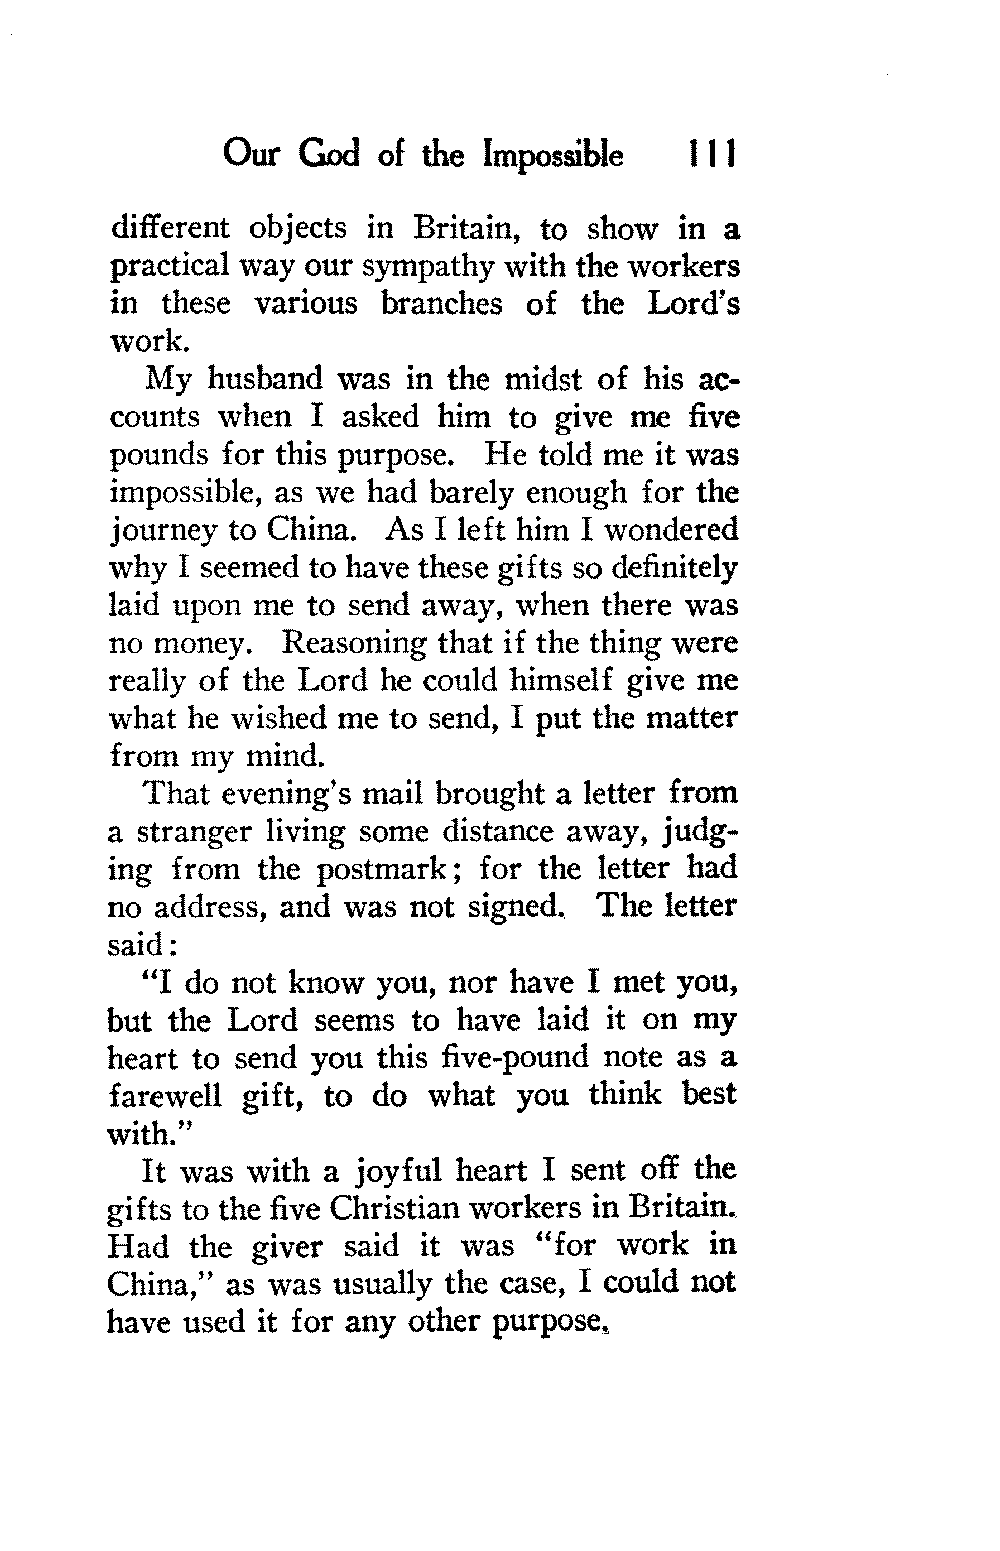 Our God of the Impossible 111
different objects in Britain, to show in a
practical way our sympathy with the workers
in these various branches of the Lord's
work.
My husband was in the midst of his ac-
counts when I asked him to give me five
pounds for this purpose. He told me it was
impossible, as we had barely enough for the
journey to China. As I left him I wondered
why I seemed to have these gifts so definitely
laid upon me to send away, when there was
no money. Reasoning that if the thing were
really of the Lord he could himself give me
what he wished me to send, I put the matter
from my mind.
That evening's mail brought a letter from
a stranger living some distance away, judg-
ing from the postmark; for the letter had
no address, and was not signed. The letter
said:
“I do not know you, nor have I met you,
but the Lord seems to have laid it on my
heart to send you this five-pound note as a
farewell gift, to do what you think best
with.”
It was with a joyful heart I sent off the
gifts to the five Christian workers in Britain.
Had the giver said it was “for work in
China,” as was usually the case, I could not
have used it for any other purpose.